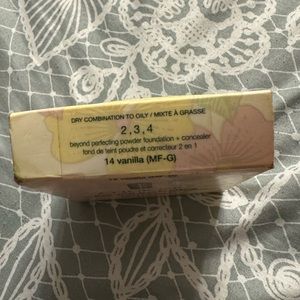 DRY COMBINATION TO OILY / MIXTE À GRASSE
2,3,4
beyond perfecting powder foundation + concealer
fond de teint poudre et correcteur 2 en 1
14 vanilla (MF-G)